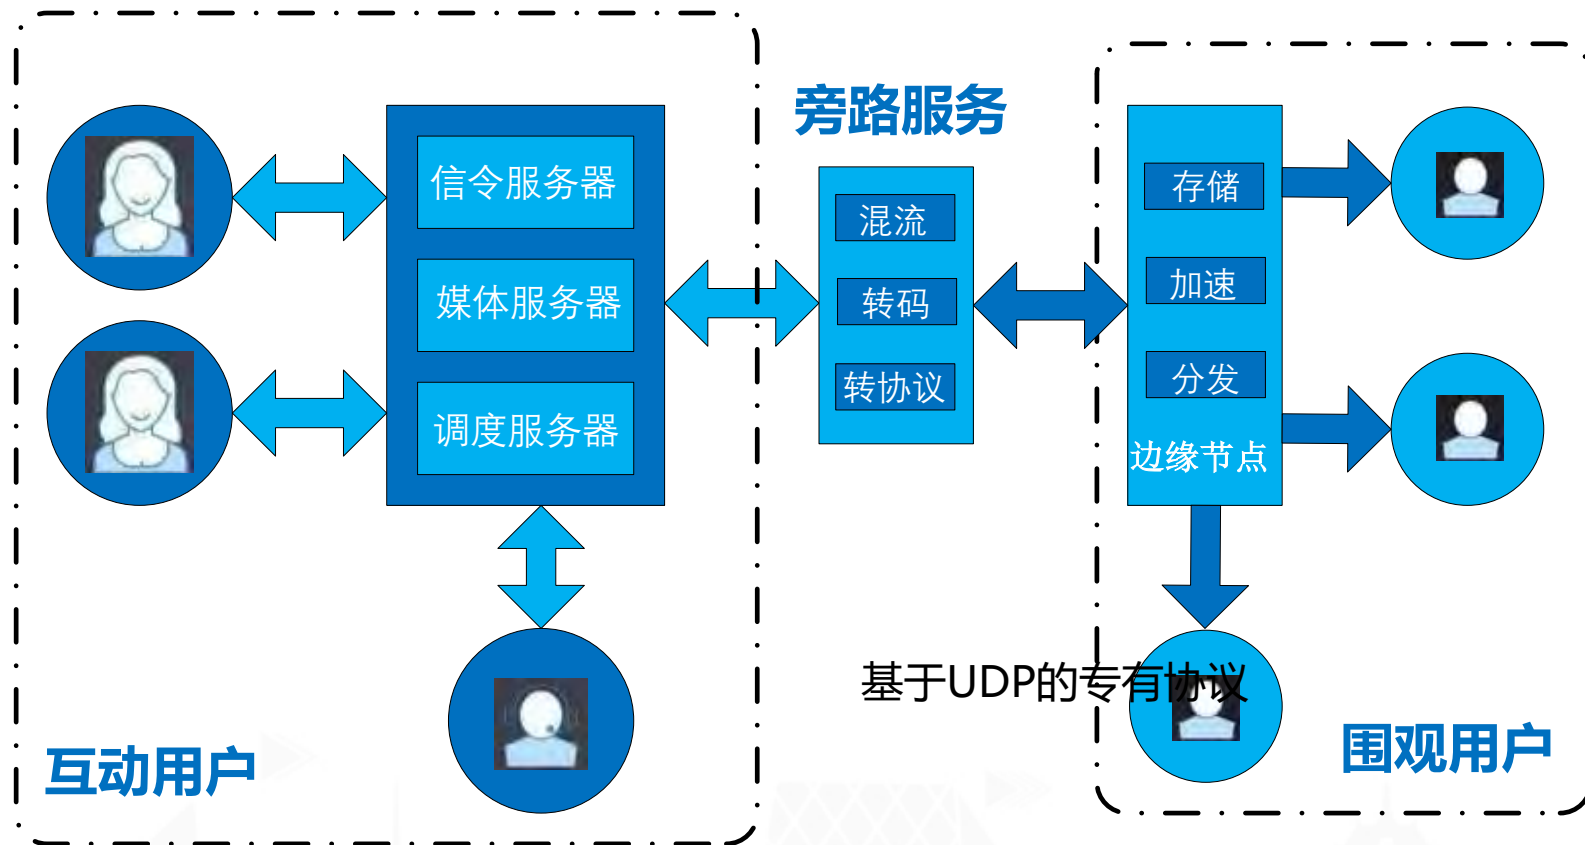 旁路服务
信令服务器
媒体服务器
调度服务器
混流
转码
转协议
存储
加速
分发
边缘节点
基于UDP的专有协议
互动用户
围观用户